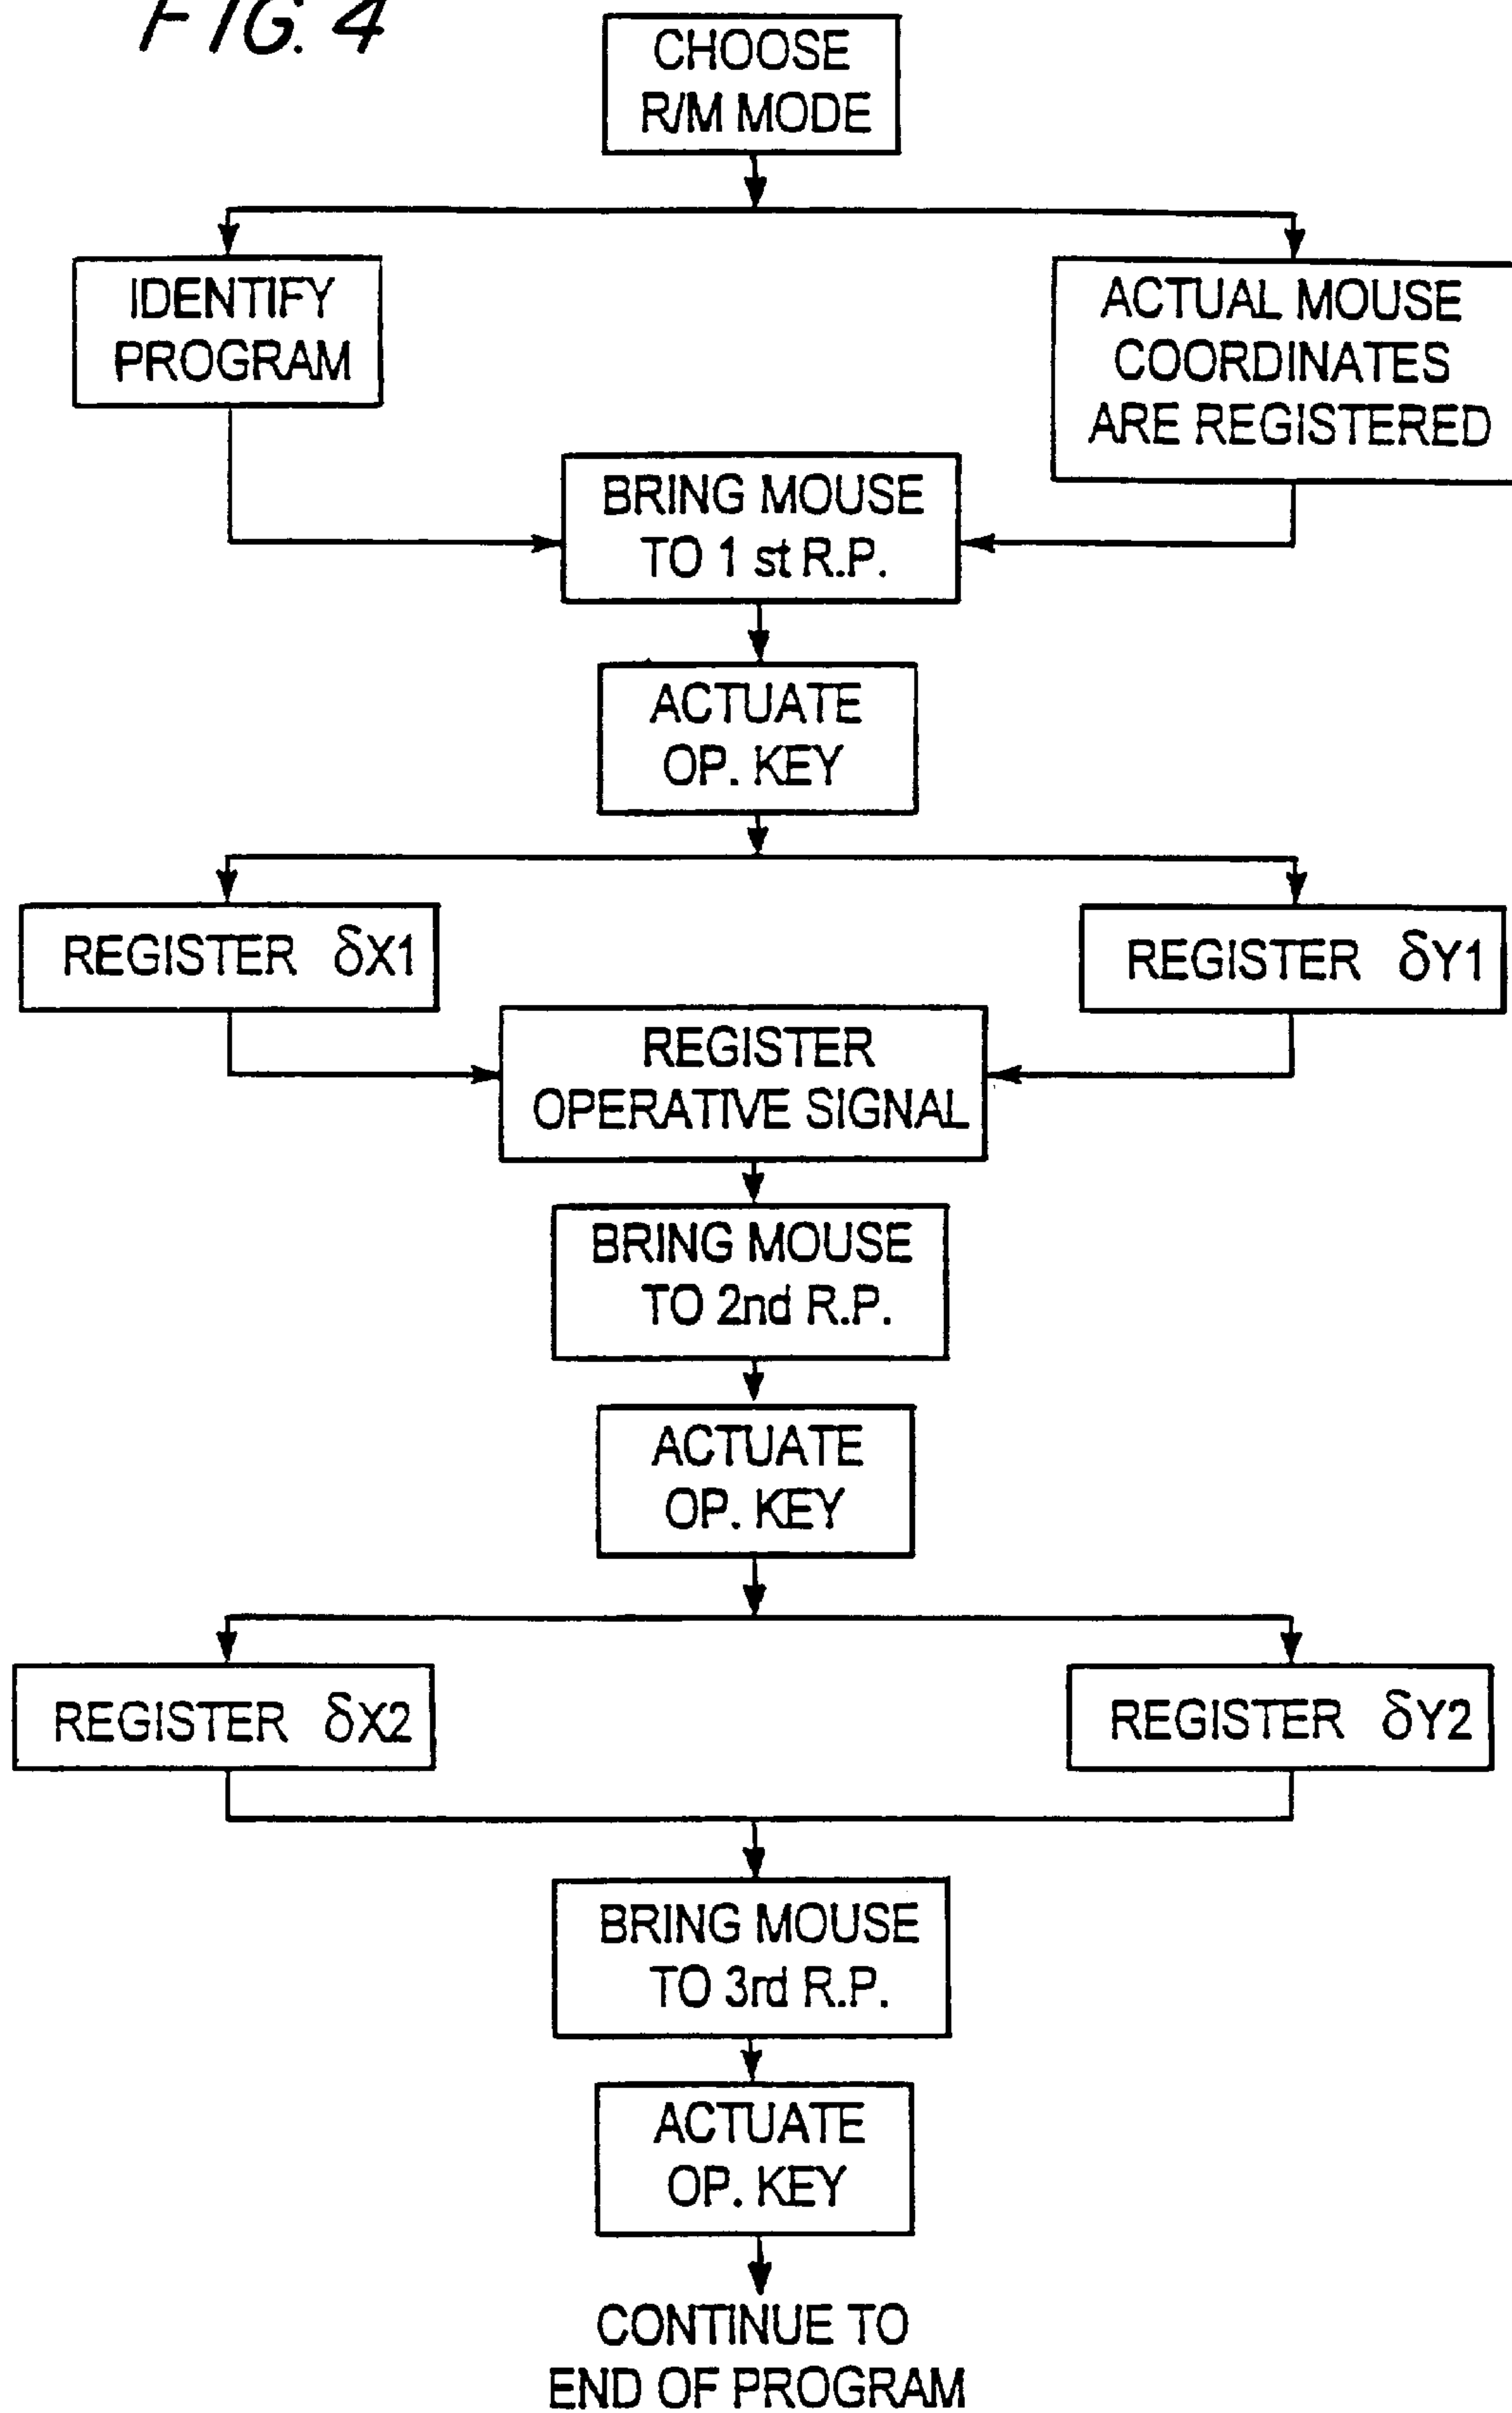 FIG. 4
CHOOSE
R/M MODE
IDENTIFY
PROGRAM
ACTUAL MOUSE
COORDINATES
ARE REGISTERED
BRING MOUSE
TO 1 st R.P.
ACTUATE
OP. KEY
REGISTER δX1
REGISTER δY1
REGISTER
OPERATIVE SIGNAL
BRING MOUSE
TO 2nd R.P.
ACTUATE
OP. KEY
REGISTER δX2
REGISTER δY2
BRING MOUSE
TO 3rd R.P.
ACTUATE
OP. KEY
CONTINUE TO
END OF PROGRAM